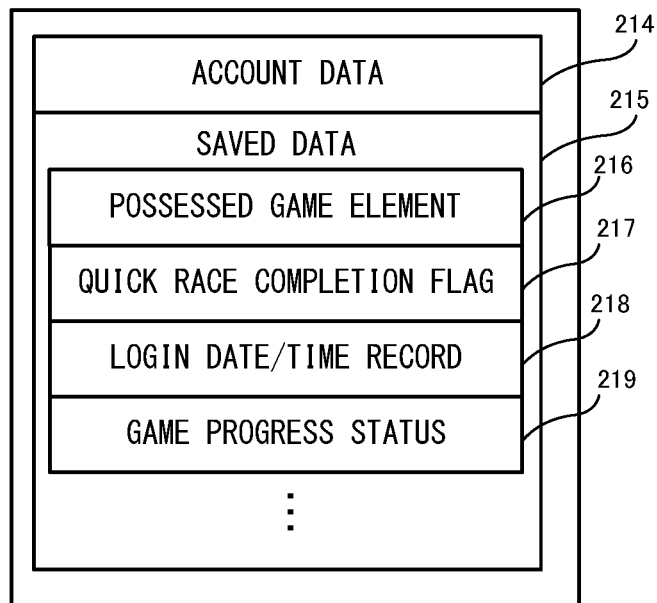 214
ACCOUNT DATA
215
SAVED DATA
216
POSSESSED GAME ELEMENT
217
QUICK RACE COMPLETION FLAG
218
LOGIN DATE/TIME RECORD
219
GAME PROGRESS STATUS
⋮